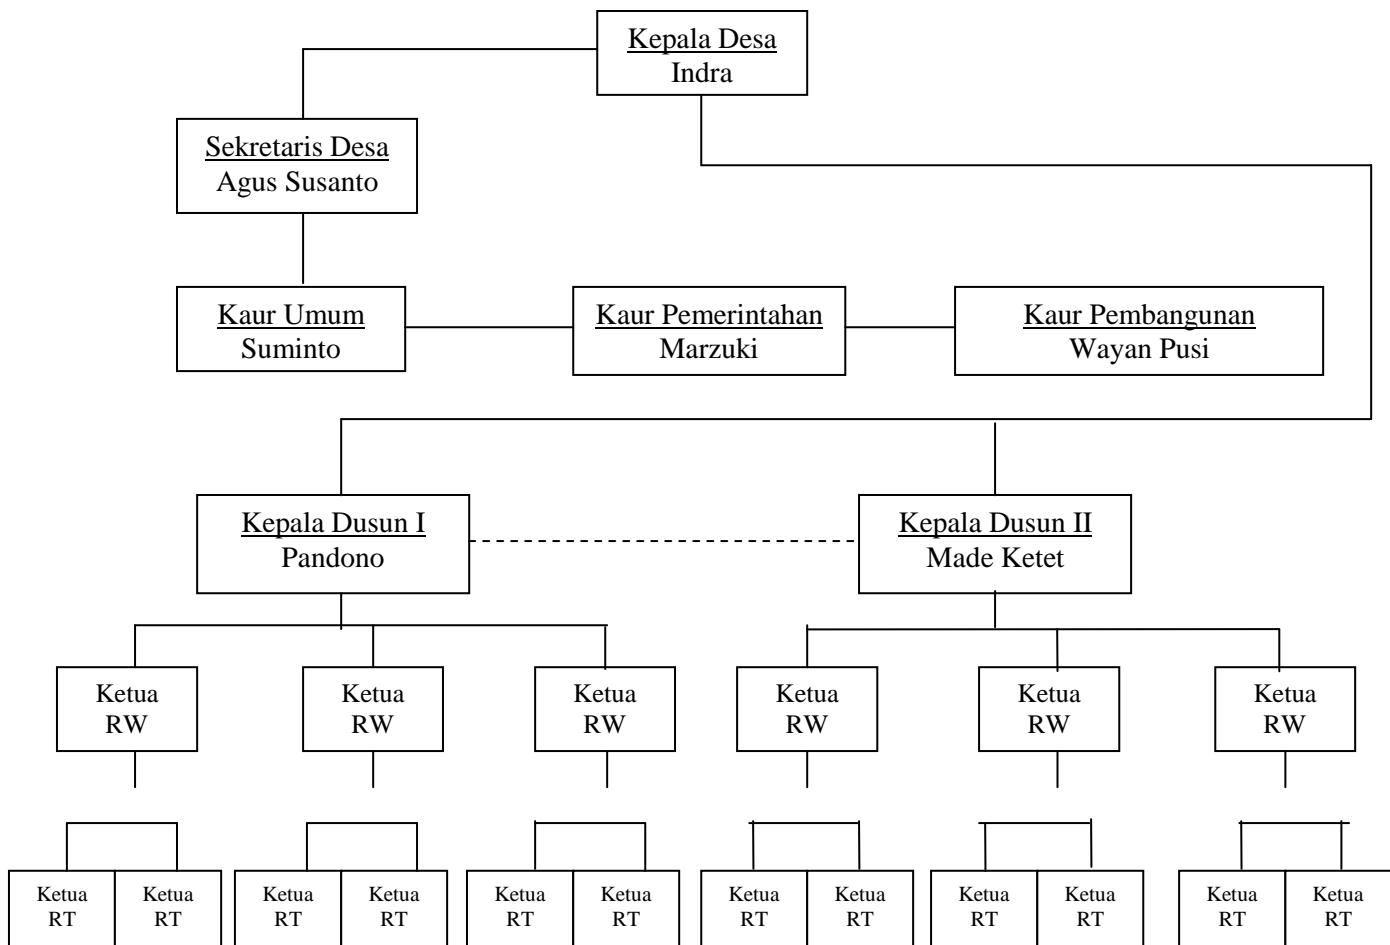 Kepala Desa
Indra
Sekretaris Desa
Agus Susanto
Kaur Umum
Suminto
Kaur Pemerintahan
Marzuki
Kaur Pembangunan
Wayan Pusi
Kepala Dusun I
Pandono
Kepala Dusun II
Made Ketet
Ketua
RW
Ketua
RW
Ketua
RW
Ketua
RW
Ketua
RW
Ketua
RW
Ketua
RT
Ketua
RT
Ketua
RT
Ketua
RT
Ketua
RT
Ketua
RT
Ketua
RT
Ketua
RT
Ketua
RT
Ketua
RT
Ketua
RT
Ketua
RT